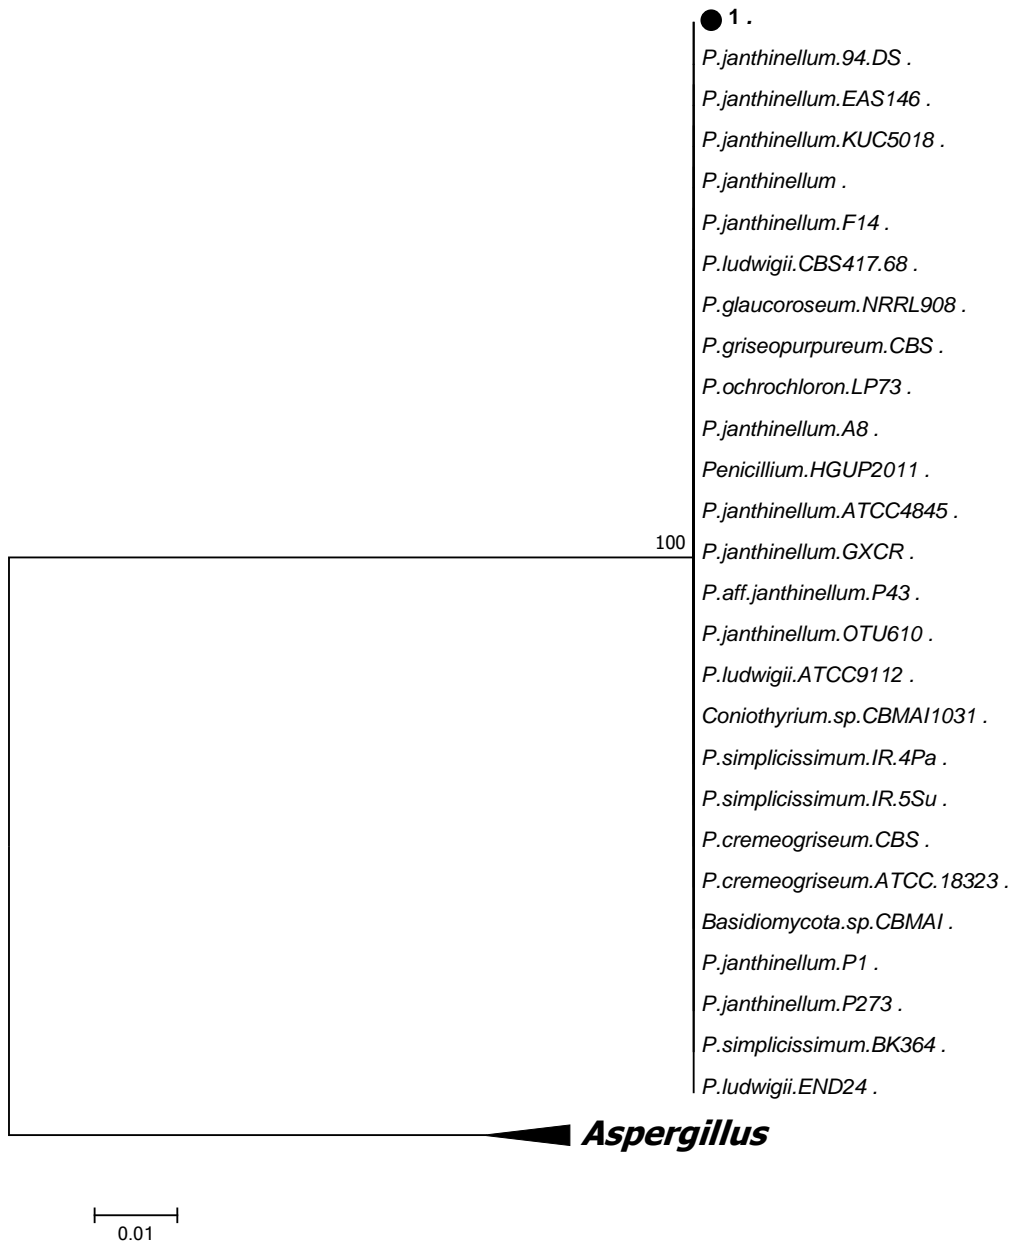 1 .
P.janthinellum.94.DS .
P.janthinellum.EAS146 .
P.janthinellum.KUC5018 .
P.janthinellum .
P.janthinellum.F14 .
P.ludwigii.CBS417.68 .
P.glaucoroseum.NRRL908 .
P.griseopurpureum.CBS .
P.ochrochloron.LP73 .
P.janthinellum.A8 .
Penicillium.HGUP2011 .
P.janthinellum.ATCC4845 .
100
P.janthinellum.GXCR .
P.aff.janthinellum.P43 .
P.janthinellum.OTU610 .
P.ludwigii.ATCC9112 .
Coniothyrium.sp.CBMAI1031 .
P.simplicissimum.IR.4Pa .
P.simplicissimum.IR.5Su .
P.cremeogriseum.CBS .
P.cremeogriseum.ATCC.18323 .
Basidiomycota.sp.CBMAI .
P.janthinellum.P1 .
P.janthinellum.P273 .
P.simplicissimum.BK364 .
P.ludwigii.END24 .
Aspergillus
0.01